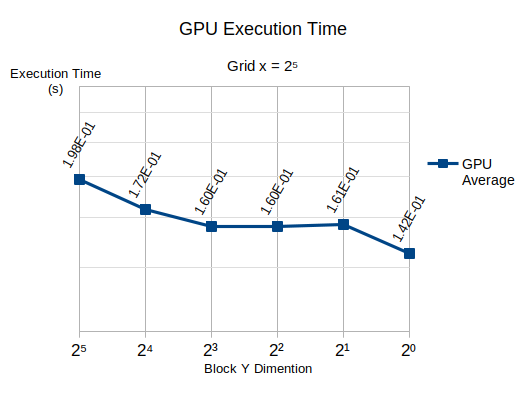 GPU Execution Time
Grid x = 2⁵
Execution Time
(s)
1.98E-01
1.72E-01
1.60E-01
1.60E-01
1.61E-01
1.42E-01
GPU
Average
2⁵ 2⁴ 2³ 2² 2¹ 2⁰
Block Y Dimention